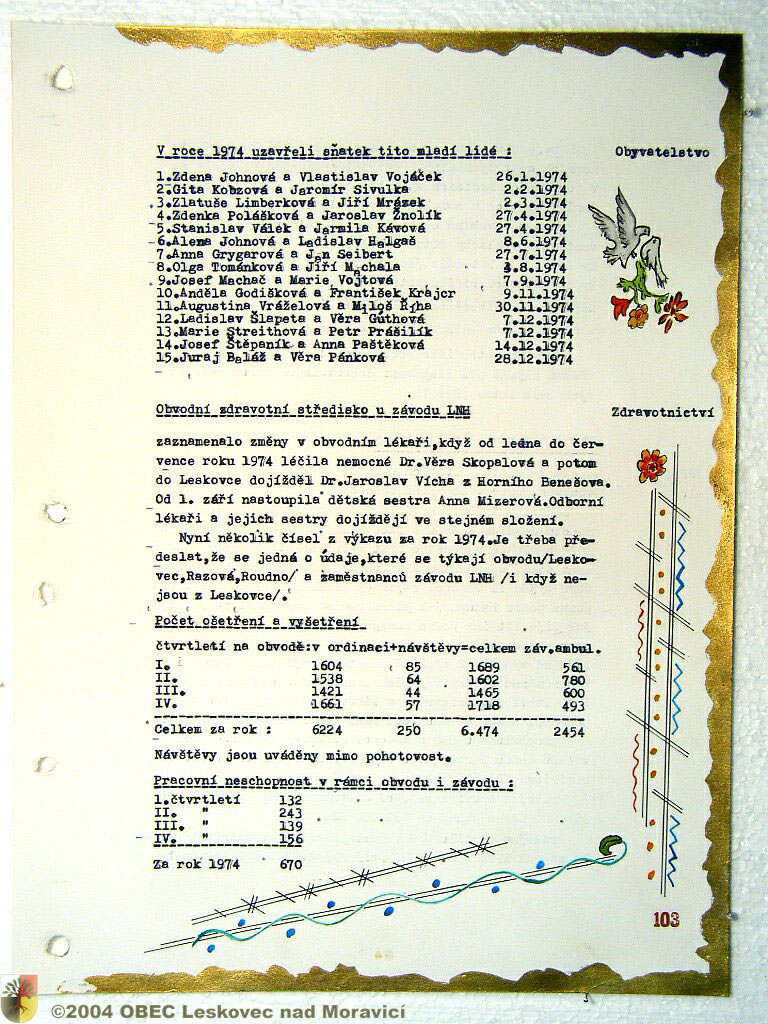 V roce 1974 uzavřeli sňatek tito mladí lidé :
Obyvatelstvo
1.Zdena Johnová a Vlastislav Vojáček 26.1.1974
2.Gita Kobzová a Jaromír Sivulka 2.2.1974
3.Zlatuše Limberková a Jiří Mrázek 2.3.1974
4.Zdenka Polášková a Jaroslav Žnolík 27.4.1974
5.Stanislav Válek a Jarmila Kávová 27.4.1974
6.Alena Johnová a Ladislav Halgaš 8.6.1974
7.Anna Grygarová a Jan Seibert 27.7.1974
8.Olga Tománková a Jiří Machala 3.8.1974
9.Josef Machač a Marie Vojtová 7.9.1974
10.Anděla Godišková a František Krajcr 9.11.1974
11.Augustina Vráželová a Miloš Říha 30.11.1974
12.Ladislav Šlapeta a Věra Gúthová 7.12.1974
13.Marie Streithová a Petr Prášilík 7.12.1974
14.Josef Štěpaník a Anna Paštěková 14.12.1974
15.Juraj Baláž a Věra Pánková 28.12.1974
Obvodní zdravotní středisko u závodu LNH
Zdravotnictví
zaznamenalo změny v obvodním lékaři,když od ledna do čer-
vence roku 1974 léčila nemocné Dr.Věra Skopalová a potom
do Leskovce dojížděl Dr.Jaroslav Vícha z Horního Benešova.
Od 1. září nastoupila dětská sestra Anna Mizerová.Odborní
lékaři a jejich sestry dojíždějí ve stejném složení.
Nyní několik čísel z výkazu za rok 1974.Je třeba pře-
deslat,že se jedná o údaje,které se týkají obvodu/Lesko-
vec,Razová,Roudno/ a zaměstnanců závodu LNH /i když ne-
jsou z Leskovce/.
Počet ošetření a vyšetření
čtvrtletí na obvodě:v ordinaci+návštěvy=celkem záv.ambul.
I. 1604 85 1689 561
II. 1538 64 1602 780
III. 1421 44 1465 600
IV. 1661 57 1718 493
Celkem za rok : 6224 250 6.474 2454
Návštěvy jsou uváděny mimo pohotovost.
Pracovní neschopnost v rámci obvodu i závodu :
1.čtvrtletí 132
II. " 243
III. " 139
IV. " 156
Za rok 1974 670
103
©2004 OBEC Leskovec nad Moravicí